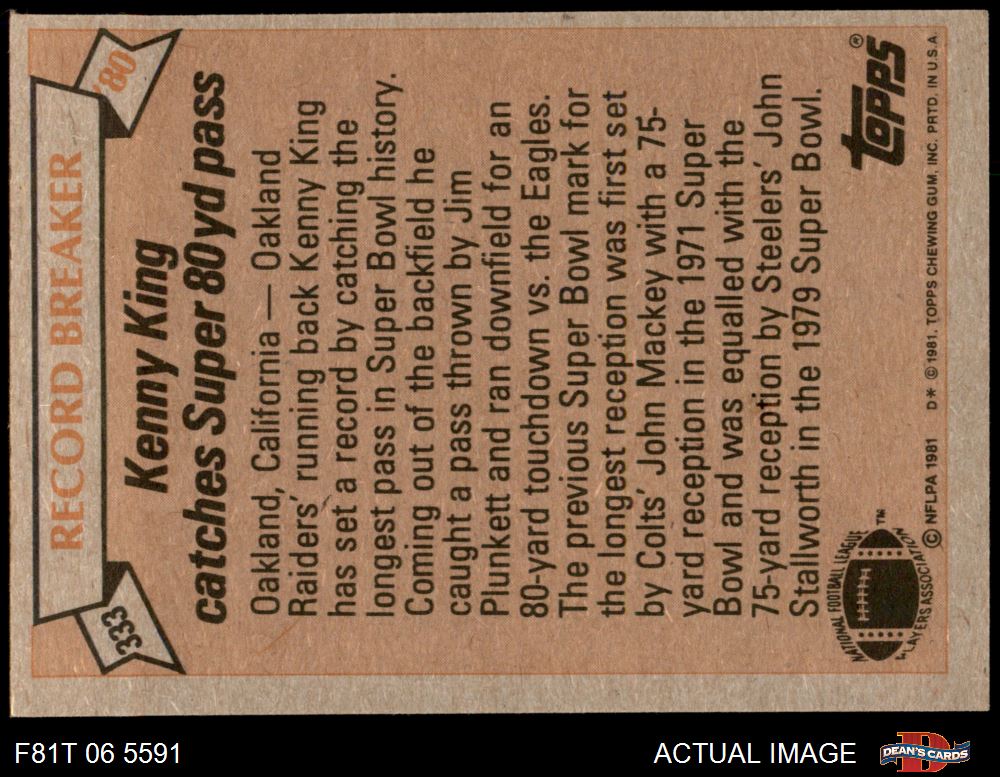 RECORD BREAKER
'80
333
Kenny King
catches Super 80 yd pass
Oakland, California — Oakland
Raiders' running back Kenny King
has set a record by catching the
longest pass in Super Bowl history.
Coming out of the backfield he
caught a pass thrown by Jim
Plunkett and ran downfield for an
80-yard touchdown vs. the Eagles.
The previous Super Bowl mark for
the longest reception was first set
by Colts' John Mackey with a 75-
yard reception in the 1971 Super
Bowl and was equalled with the
75-yard reception by Steelers' John
Stallworth in the 1979 Super Bowl.
NATIONAL FOOTBALL LEAGUE
PLAYERS ASSOCIATION ™
topps ®
© NFLPA 1981 D* © 1981, TOPPS CHEWING GUM, INC. PRTD. IN U.S.A.
F81T 06 5591
ACTUAL IMAGE
DEAN'S CARDS